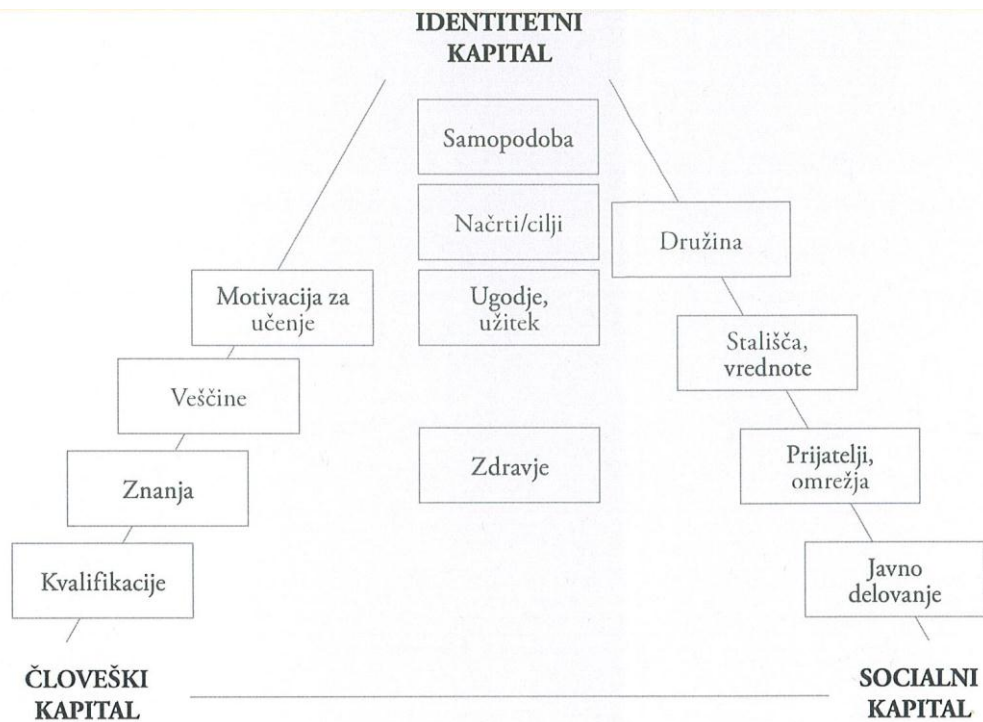 IDENTITETNI
KAPITAL
Samopodoba
Načrti/cilji
Družina
Motivacija za
učenje
Ugodje,
užitek
Stališča,
vrednote
Veščine
Prijatelji,
omrežja
Zdravje
Znanja
Kvalifikacije
Javno
delovanje
ČLOVEŠKI
KAPITAL
SOCIALNI
KAPITAL